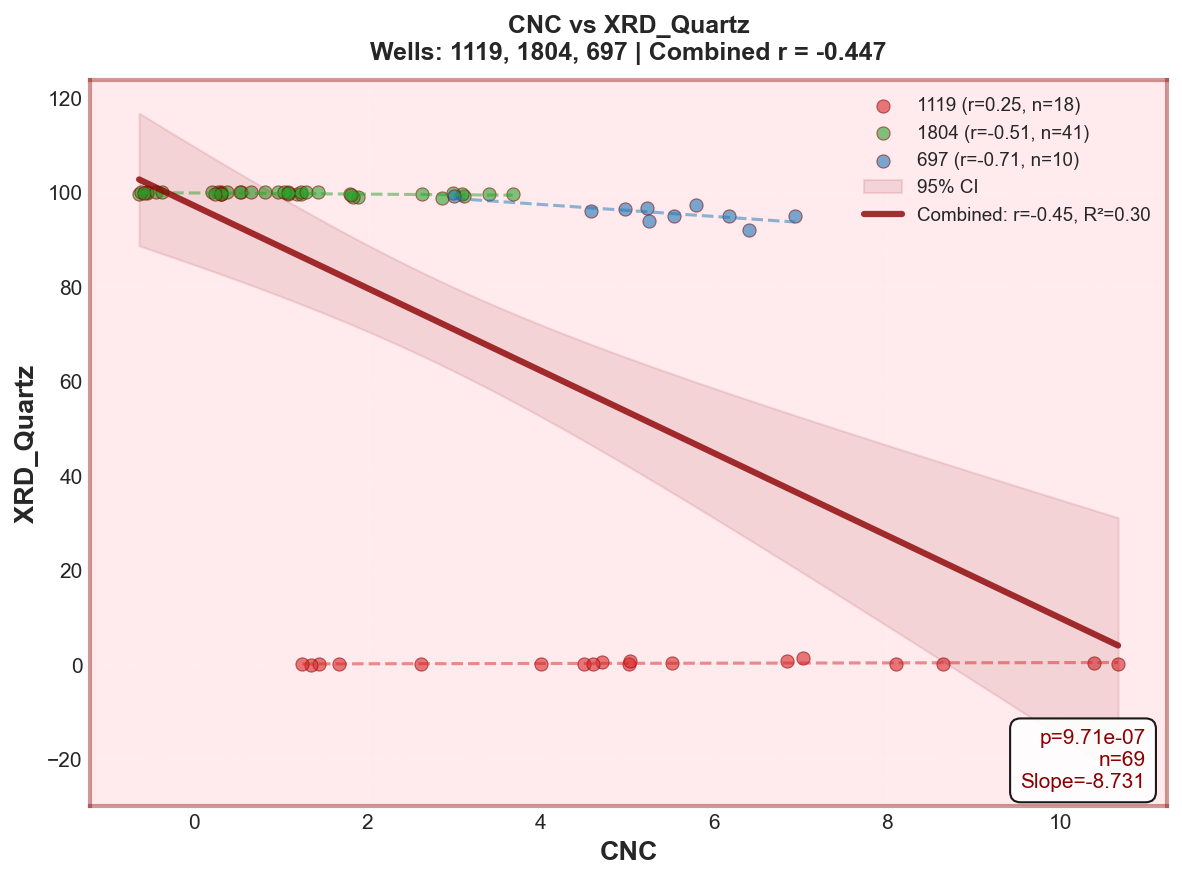 CNC vs XRD_Quartz
Wells: 1119, 1804, 697 | Combined r = -0.447
1119 (r=0.25, n=18)
1804 (r=-0.51, n=41)
697 (r=-0.71, n=10)
95% CI
Combined: r=-0.45, R²=0.30
XRD_Quartz
120
100
80
60
40
20
0
−20
p=9.71e-07
n=69
Slope=-8.731
0 2 4 6 8 10
CNC